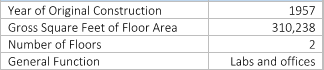 Year of Original Construction 1957
Gross Square Feet of Floor Area 310,238
Number of Floors 2
General Function Labs and offices